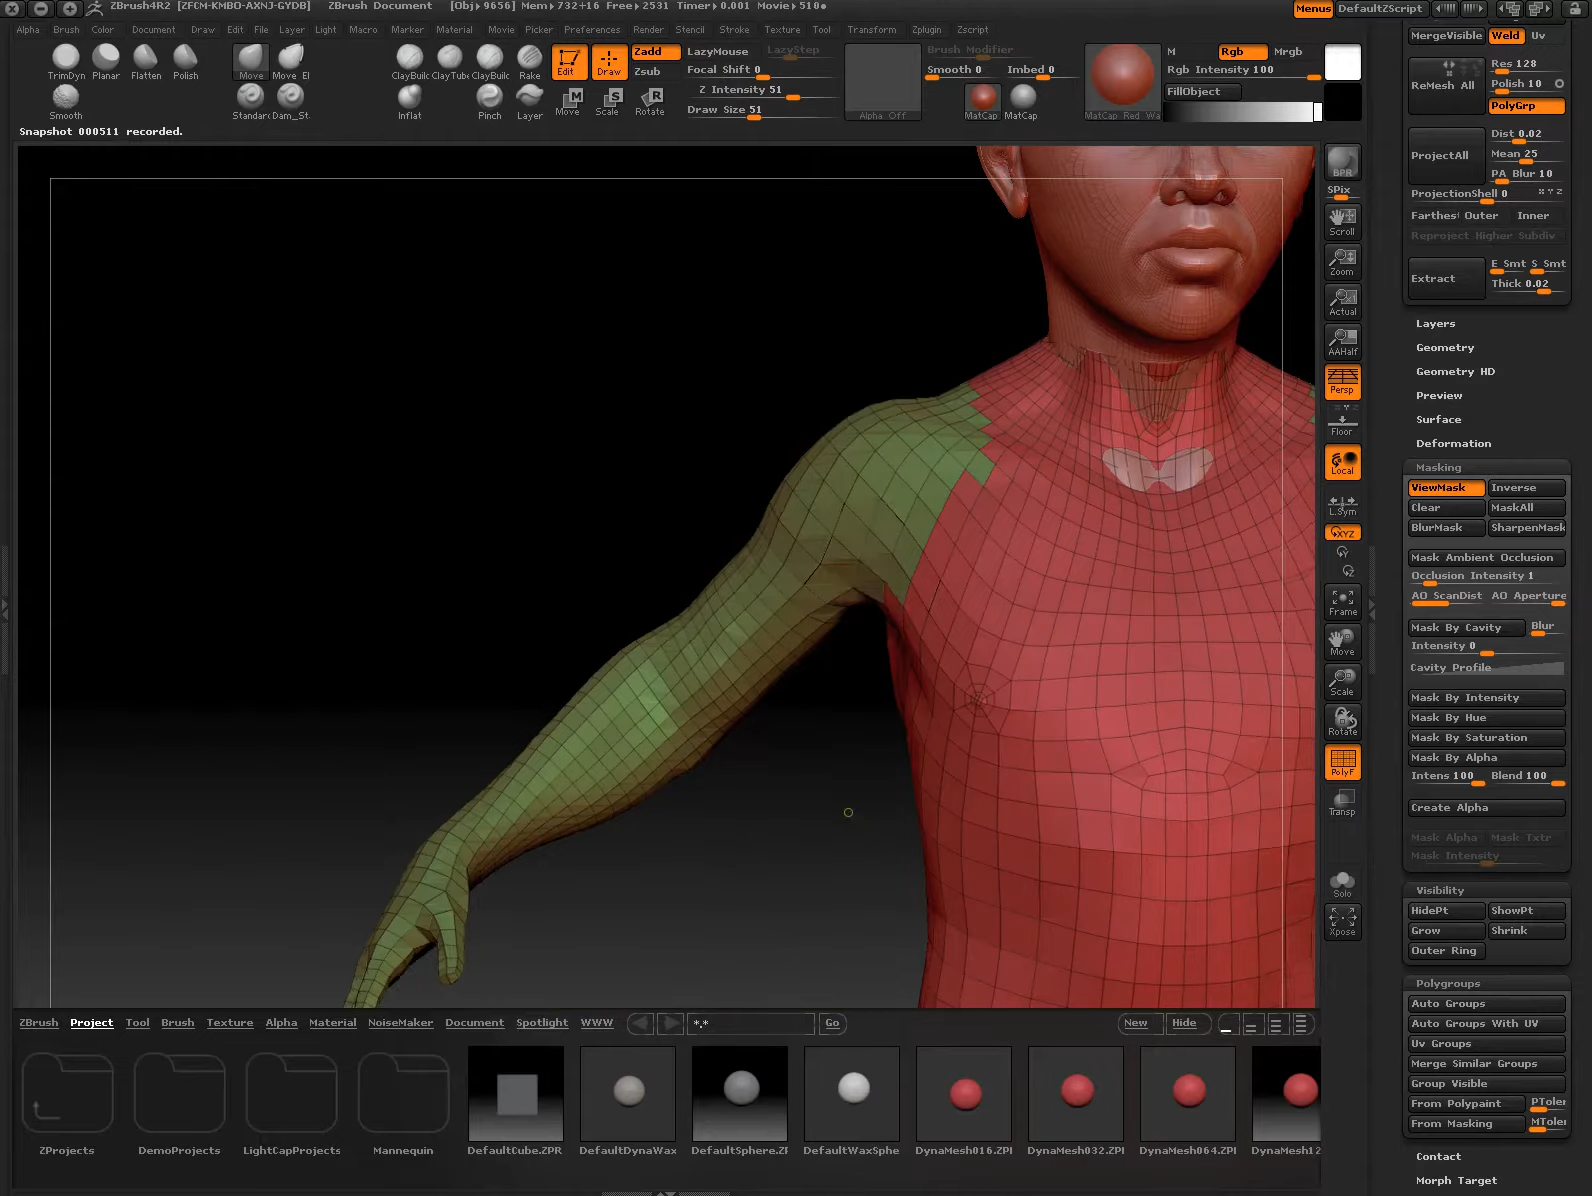 ZBrush4R2 [ZFCM-KMBO-AXNJ-GYDB] ZBrush Document [Obj▸9656] Mem▸732+16 Free▸2531 Timer▸0.001 Movie▸510● Menus DefaultZScript
Alpha Brush Color Document Draw Edit File Layer Light Macro Marker Material Movie Picker Preferences Render Stencil Stroke Texture Tool Transform Zplugin Zscript
TrimDyn Planar Flatten Polish Move Move El ClayBuilc ClayTube ClayBuilc Rake Edit Draw
Smooth Standard Dam_St Inflat Pinch Layer Move Scale Rotate
Zadd LazyMouse LazyStep
Zsub Focal Shift 0
Z Intensity 51
Draw Size 51
Alpha Off
Brush Modifier
Smooth 0 Imbed 0
MatCap MatCap
MatCap Red Wa
M Rgb Mrgb
Rgb Intensity 100
FillObject
Snapshot 000511 recorded.
BPR
SPix
Scroll
Zoom
Actual
AAHalf
Persp
Floor
Local
L.Sym
XYZ
Y
Z
Frame
Move
Scale
Rotate
PolyF
Transp
Solo
Xpose
MergeVisible Weld Uv
ReMesh All
Res 128
Polish 10
PolyGrp
ProjectAll
Dist 0.02
Mean 25
PA Blur 10
ProjectionShell 0 X Y Z
Farthest Outer Inner
Reproject Higher Subdiv
Extract
E Smt S Smt
Thick 0.02
Layers
Geometry
Geometry HD
Preview
Surface
Deformation
Masking
ViewMask Inverse
Clear MaskAll
BlurMask SharpenMask
Mask Ambient Occlusion
Occlusion Intensity 1
AO ScanDist AO Aperture
Mask By Cavity Blur
Intensity 0
Cavity Profile
Mask By Intensity
Mask By Hue
Mask By Saturation
Mask By Alpha
Intens 100 Blend 100
Create Alpha
Mask Alpha Mask Txtr
Mask Intensity
Visibility
HidePt ShowPt
Grow Shrink
Outer Ring
Polygroups
Auto Groups
Auto Groups With UV
Uv Groups
Merge Similar Groups
Group Visible
From Polypaint PToler
From Masking MToler
Contact
Morph Target
ZBrush Project Tool Brush Texture Alpha Material NoiseMaker Document Spotlight WWW *.* Go New Hide
ZProjects DemoProjects LightCapProjects Mannequin DefaultCube.ZPR DefaultDynaWax DefaultSphere.ZF DefaultWaxSphe DynaMesh016.ZPI DynaMesh032.ZPI DynaMesh064.ZPI DynaMesh12